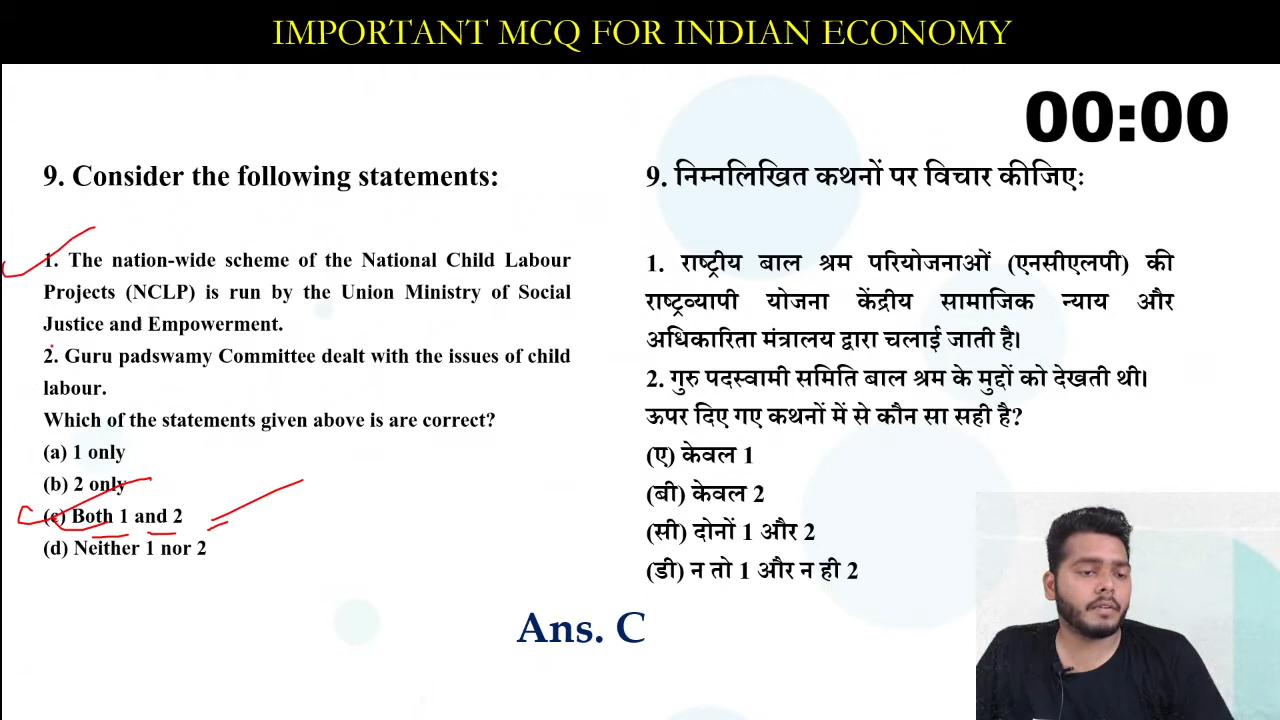 IMPORTANT MCQ FOR INDIAN ECONOMY
00:00
9. Consider the following statements:
1. The nation-wide scheme of the National Child Labour
Projects (NCLP) is run by the Union Ministry of Social
Justice and Empowerment.
2. Guru padswamy Committee dealt with the issues of child
labour.
Which of the statements given above is are correct?
(a) 1 only
(b) 2 only
(c) Both 1 and 2
(d) Neither 1 nor 2
9. निम्नलिखित कथनों पर विचार कीजिए:
1. राष्ट्रीय बाल श्रम परियोजनाओं (एनसीएलपी) की
राष्ट्रव्यापी योजना केंद्रीय सामाजिक न्याय और
अधिकारिता मंत्रालय द्वारा चलाई जाती है।
2. गुरु पदस्वामी समिति बाल श्रम के मुद्दों को देखती थी।
ऊपर दिए गए कथनों में से कौन सा सही है?
(ए) केवल 1
(बी) केवल 2
(सी) दोनों 1 और 2
(डी) न तो 1 और न ही 2
Ans. C